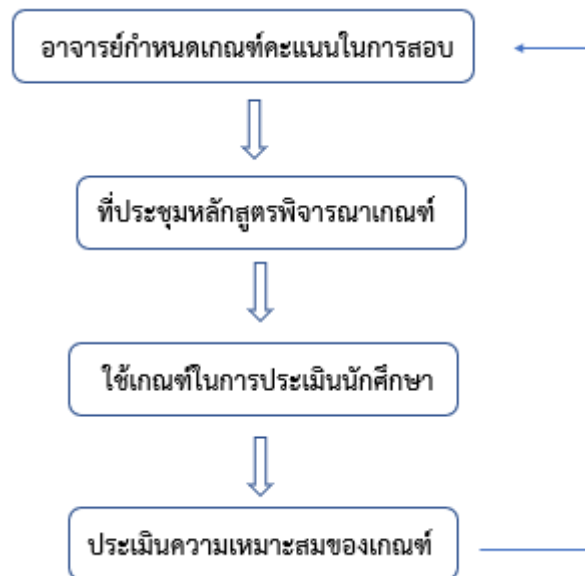 อาจารย์กำหนดเกณฑ์คะแนนในการสอบ
ที่ประชุมหลักสูตรพิจารณาเกณฑ์
ใช้เกณฑ์ในการประเมินนักศึกษา
ประเมินความเหมาะสมของเกณฑ์